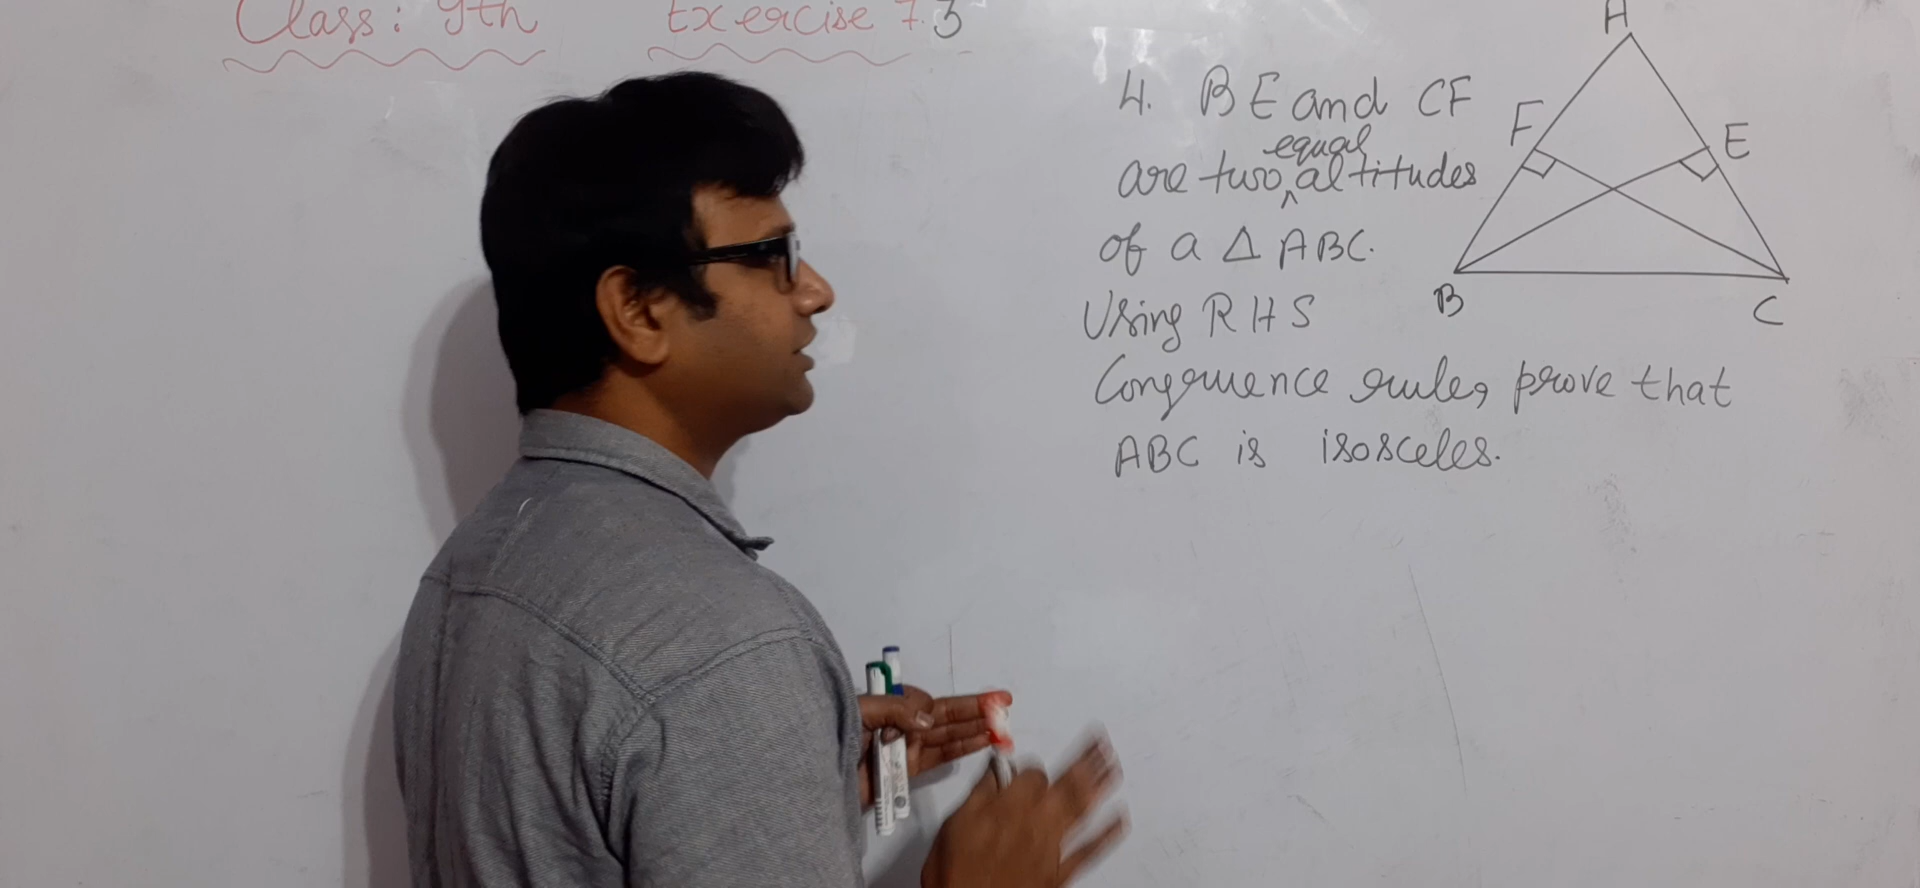 Class: 9th Exercise 7.3
4. BE and CF
are two equal altitudes
of a △ ABC.
Using RHS
Congruence rule, prove that
ABC is isosceles.
A
F
E
B
C